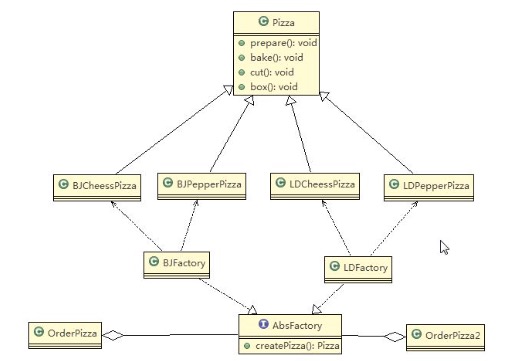 C Pizza
prepare(): void
bake(): void
cut(): void
box(): void
C BJCheessPizza
C BJPepperPizza
C LDCheessPizza
C LDPepperPizza
C BJFactory
C LDFactory
C OrderPizza
I AbsFactory
createPizza(): Pizza
C OrderPizza2